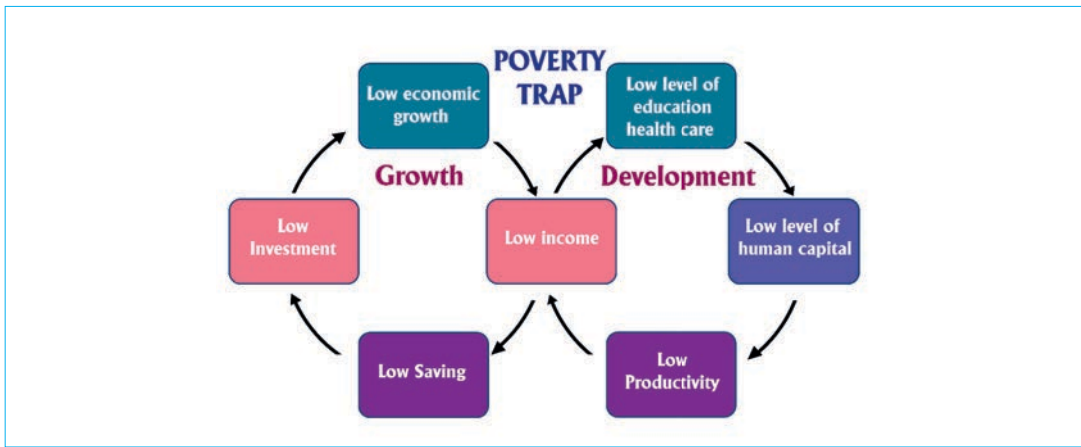 POVERTY
TRAP
Low economic
growth
Low level of
education
health care
Growth
Development
Low
Investment
Low income
Low level of
human capital
Low Saving
Low
Productivity